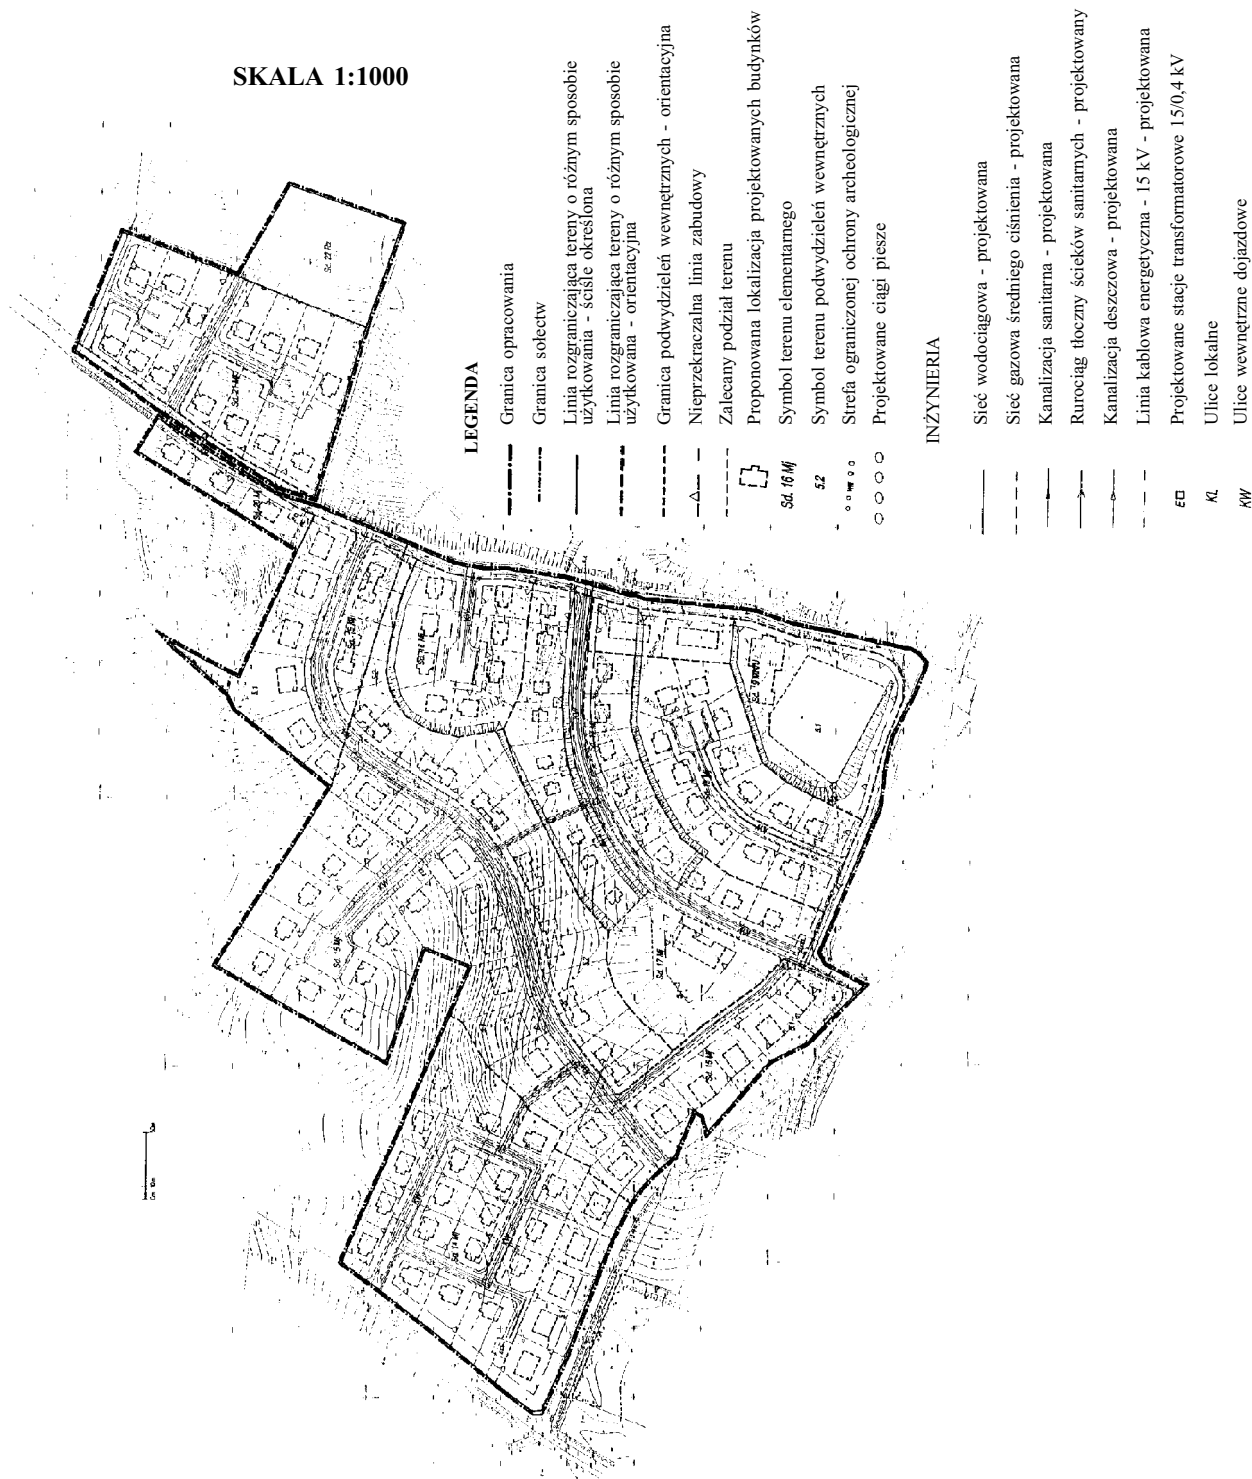 SKALA 1:1000
LEGENDA
Granica opracowania
Granica sołectw
Linia rozgraniczająca tereny o różnym sposobie
użytkowania - ściśle określona
Linia rozgraniczająca tereny o różnym sposobie
użytkowana - orientacyjna
Granica podwydzieleń wewnętrznych - orientacyjna
Nieprzekraczalna linia zabudowy
Zalecany podział terenu
Proponowana lokalizacja projektowanych budynków
Sd. 16 Mj Symbol terenu elementarnego
5.2 Symbol terenu podwydzieleń wewnętrznych
Strefa ograniczonej ochrony archeologicznej
Projektowane ciągi piesze
INŻYNIERIA
Sieć wodociągowa - projektowana
Sieć gazowa średniego ciśnienia - projektowana
Kanalizacja sanitarna - projektowana
Rurociąg tłoczny ścieków sanitarnych - projektowany
Kanalizacja deszczowa - projektowana
Linia kablowa energetyczna - 15 kV - projektowana
Projektowane stacje transformatorowe 15/0,4 kV
KL Ulice lokalne
KW Ulice wewnętrzne dojazdowe